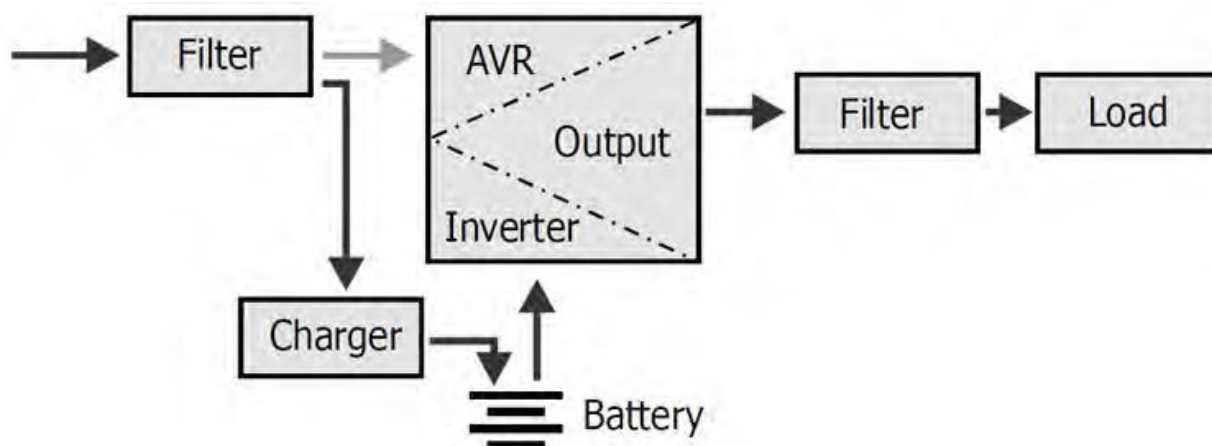 Filter
AVR
Output
Inverter
Filter
Load
Charger
Battery